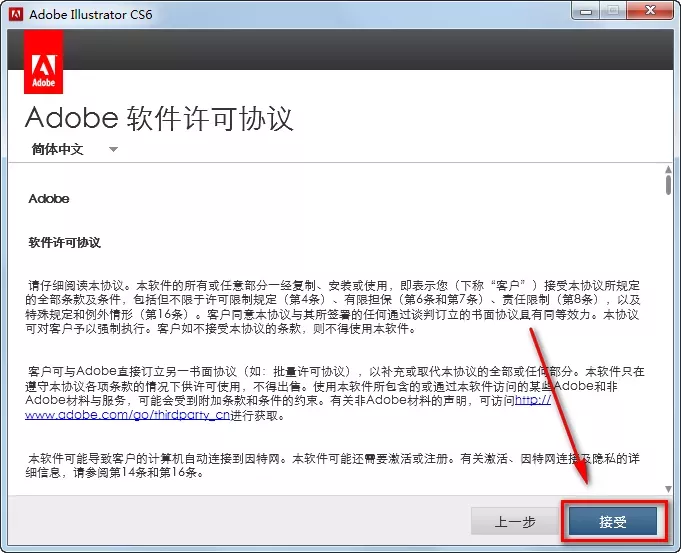 Adobe Illustrator CS6
Adobe
Adobe 软件许可协议
简体中文
Adobe
软件许可协议
请仔细阅读本协议。本软件的所有或任意部分一经复制、安装或使用，即表示您（下称“客户”）接受本协议所规定
的全部条款及条件，包括但不限于许可限制规定（第4条）、有限担保（第6条和第7条）、责任限制（第8条），以及
特殊规定和例外情形（第16条）。客户同意本协议与其所签署的任何通过谈判订立的书面协议且有同等效力。本协议
可对客户予以强制执行。客户如不接受本协议的条款，则不得使用本软件。
客户可与Adobe直接订立另一书面协议（如：批量许可协议），以补充或取代本协议的全部或任何部分。本软件只在
遵守本协议各项条款的情况下供许可使用，不得出售。使用本软件所包含的或通过本软件访问的某些Adobe和非
Adobe材料与服务，可能会受到附加条款和条件的约束。有关非Adobe材料的声明，可访问http://
www.adobe.com/go/thirdparty_cn进行获取。
本软件可能导致客户的计算机自动连接到因特网。本软件可能还需要激活或注册。有关激活、因特网连接及隐私的详
细信息，请参阅第14条和第16条。
上一步
接受